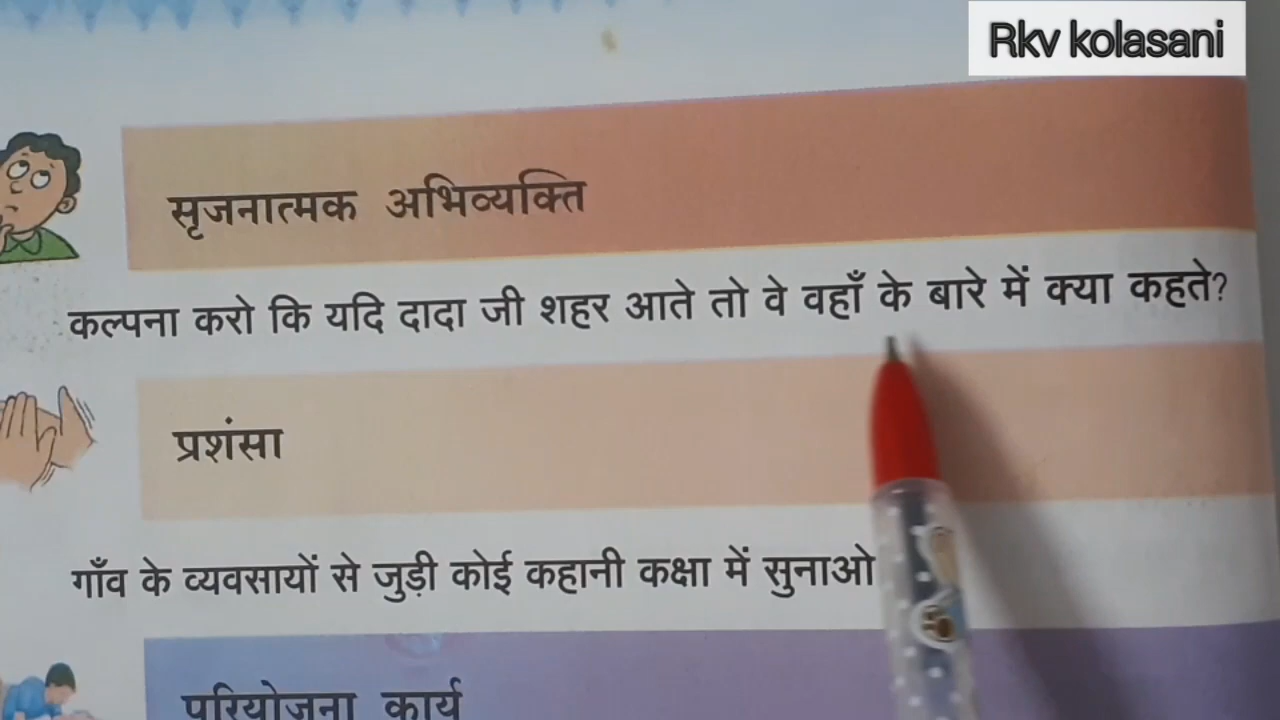 Rkv kolasani
सृजनात्मक अभिव्यक्ति
कल्पना करो कि यदि दादा जी शहर आते तो वे वहाँ के बारे में क्या कहते?
प्रशंसा
गाँव के व्यवसायों से जुड़ी कोई कहानी कक्षा में सुनाओ
परियोजना कार्य